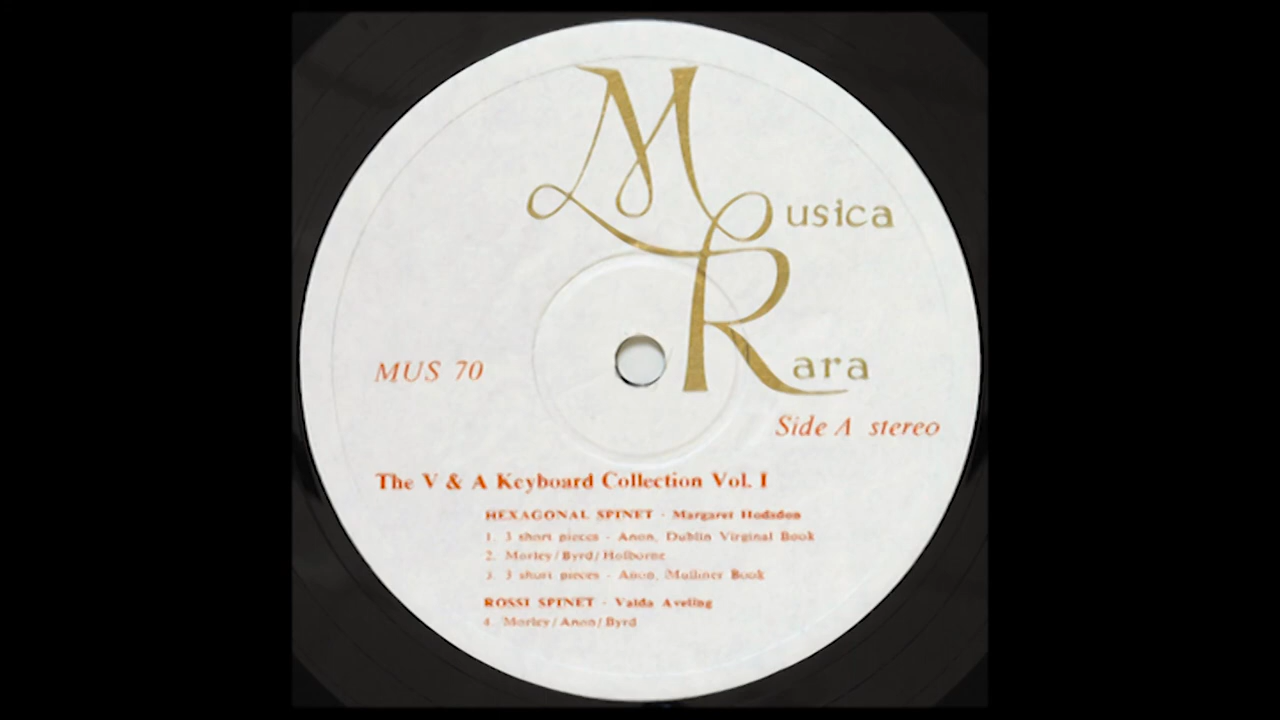 Musica
Rara
MUS 70
Side A stereo
The V & A Keyboard Collection Vol. I
HEXAGONAL SPINET - Margaret Hodsdon
1. 3 short pieces - Anon, Dublin Virginal Book
2. Morley/Byrd/Holborne
3. 3 short pieces - Anon, Mulliner Book
ROSSI SPINET - Valda Aveling
4. Morley/Anon/Byrd